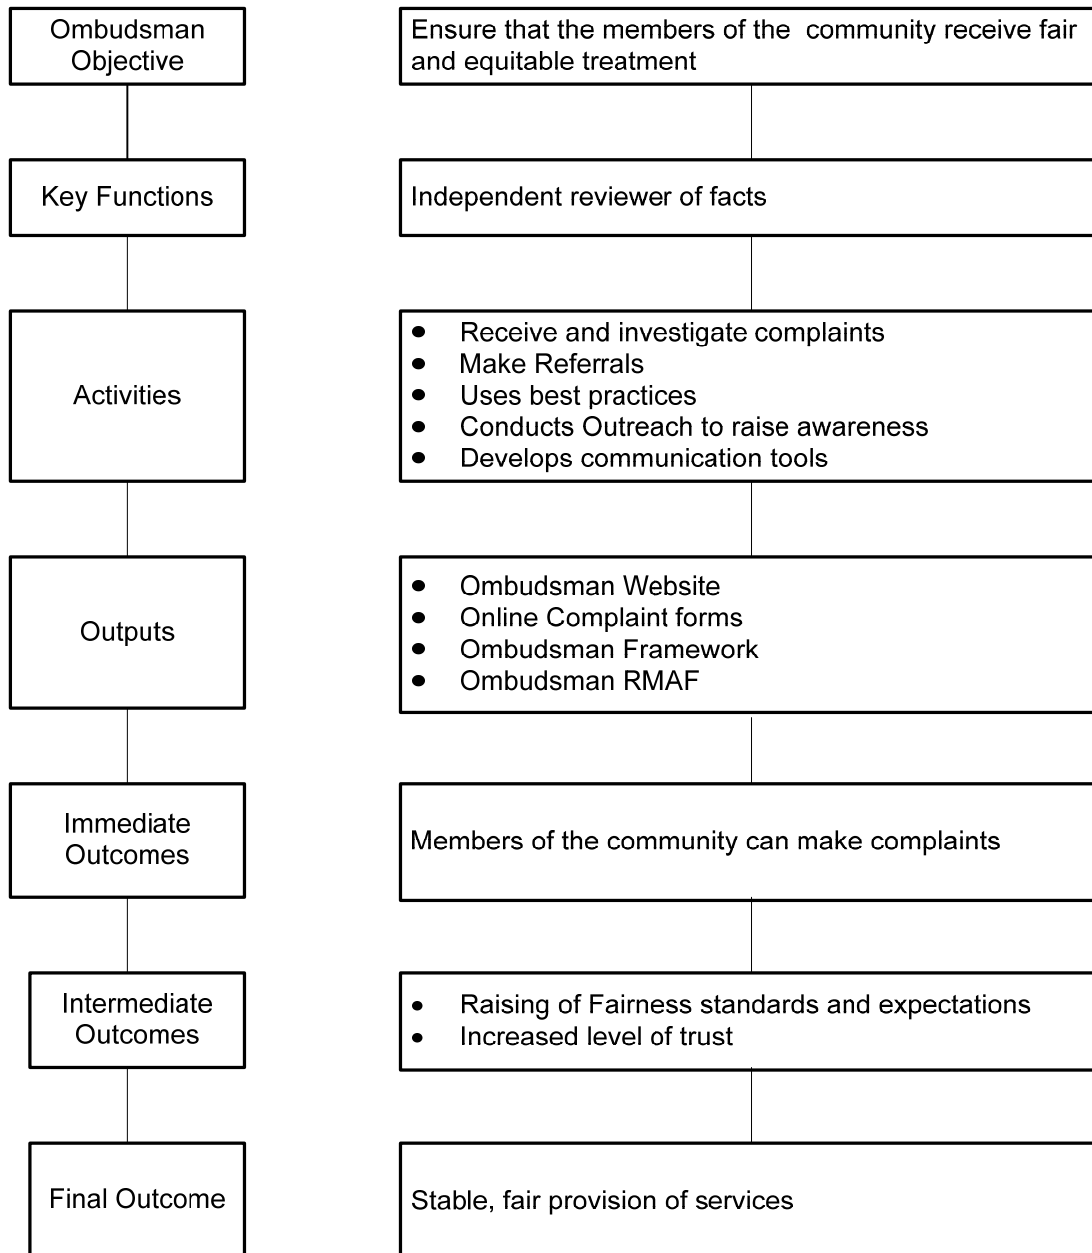 Ombudsman
Objective
Ensure that the members of the  community receive fair
and equitable treatment
Key Functions
Independent reviewer of facts
Activities
● Receive and investigate complaints
● Make Referrals
● Uses best practices
● Conducts Outreach to raise awareness
● Develops communication tools
Outputs
● Ombudsman Website
● Online Complaint forms
● Ombudsman Framework
● Ombudsman RMAF
Immediate
Outcomes
Members of the community can make complaints
Intermediate
Outcomes
● Raising of Fairness standards and expectations
● Increased level of trust
Final Outcome
Stable, fair provision of services